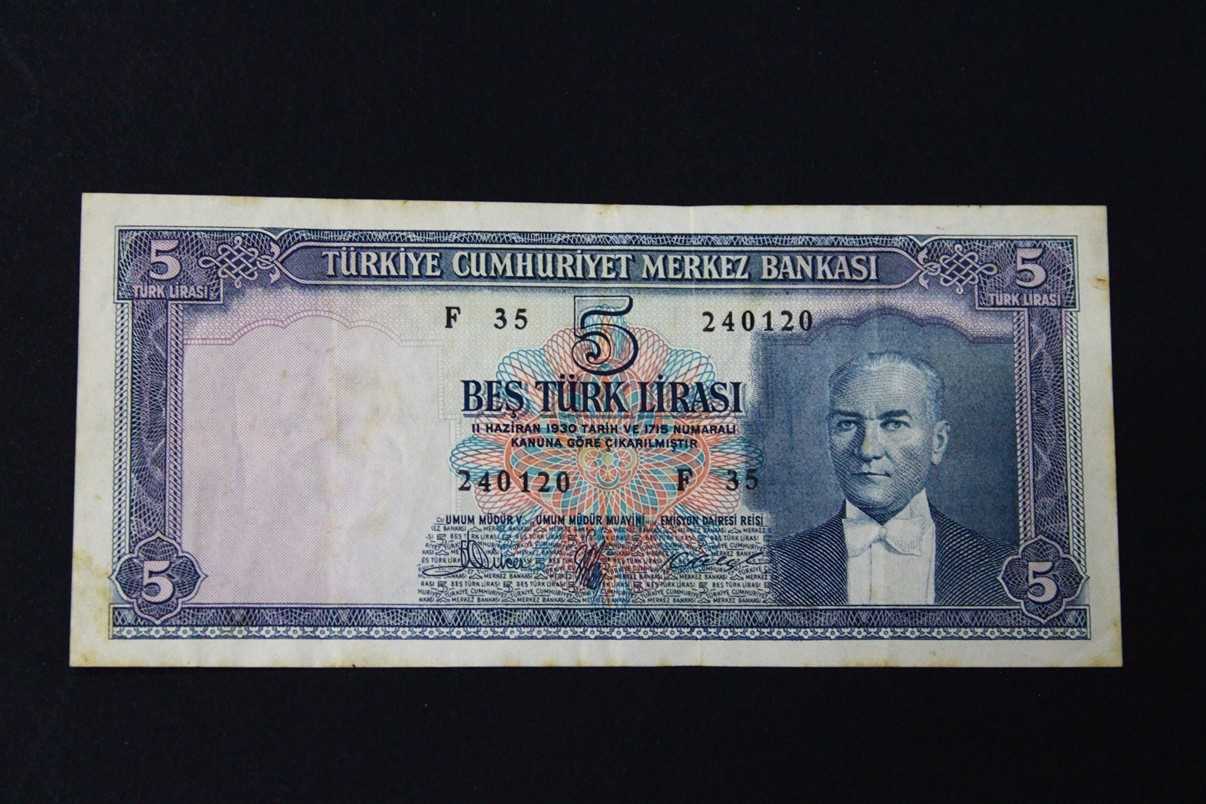 5 TÜRKİYE CUMHURİYET MERKEZ BANKASI 5
TÜRK LİRASI TÜRK LİRASI
F 35 5 240120
BEŞ TÜRK LİRASI
11 HAZİRAN 1930 TARİH VE 1715 NUMARALI
KANUNA GÖRE ÇIKARILMIŞTIR
240120 F 35
UMUM MÜDÜR V. UMUM MÜDÜR MUAVİNİ EMİSYON DAİRESİ REİSİ
5 5